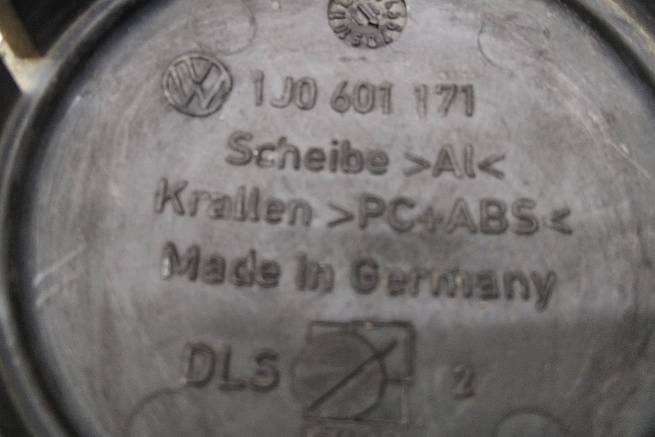 1J0 601 171
Scheibe >Al<
Krallen >PC+ABS<
Made in Germany
DLS 2